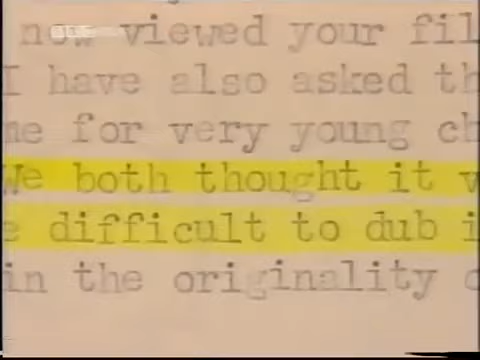 now viewed your fil
I have also asked th
me for very young ch
We both thought it w
e difficult to dub i
in the originality o